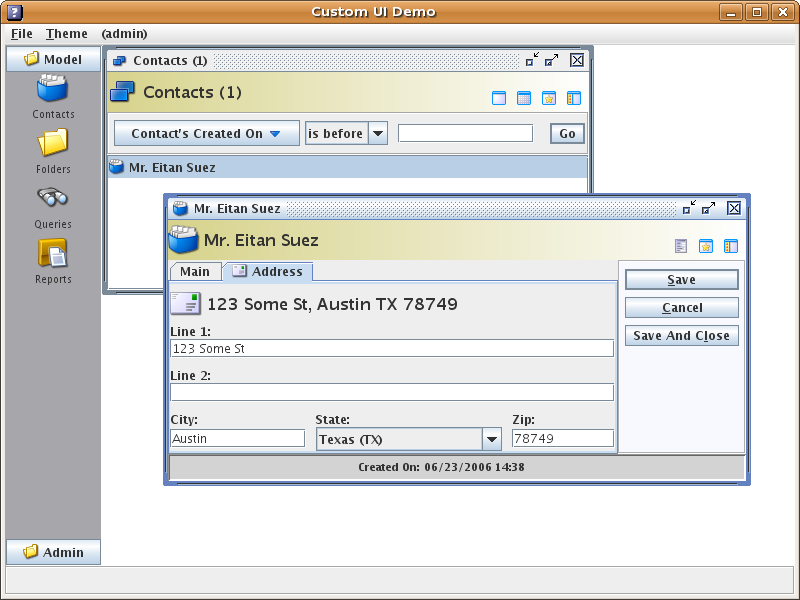 Custom UI Demo
File Theme (admin)
Model
Contacts
Folders
Queries
Reports
Admin
Contacts (1)
Contacts (1)
Contact's Created On is before Go
Mr. Eitan Suez
Mr. Eitan Suez
Mr. Eitan Suez
Main Address
123 Some St, Austin TX 78749
Line 1:
123 Some St
Line 2:
City: State: Zip:
Austin Texas (TX) 78749
Save
Cancel
Save And Close
Created On: 06/23/2006 14:38